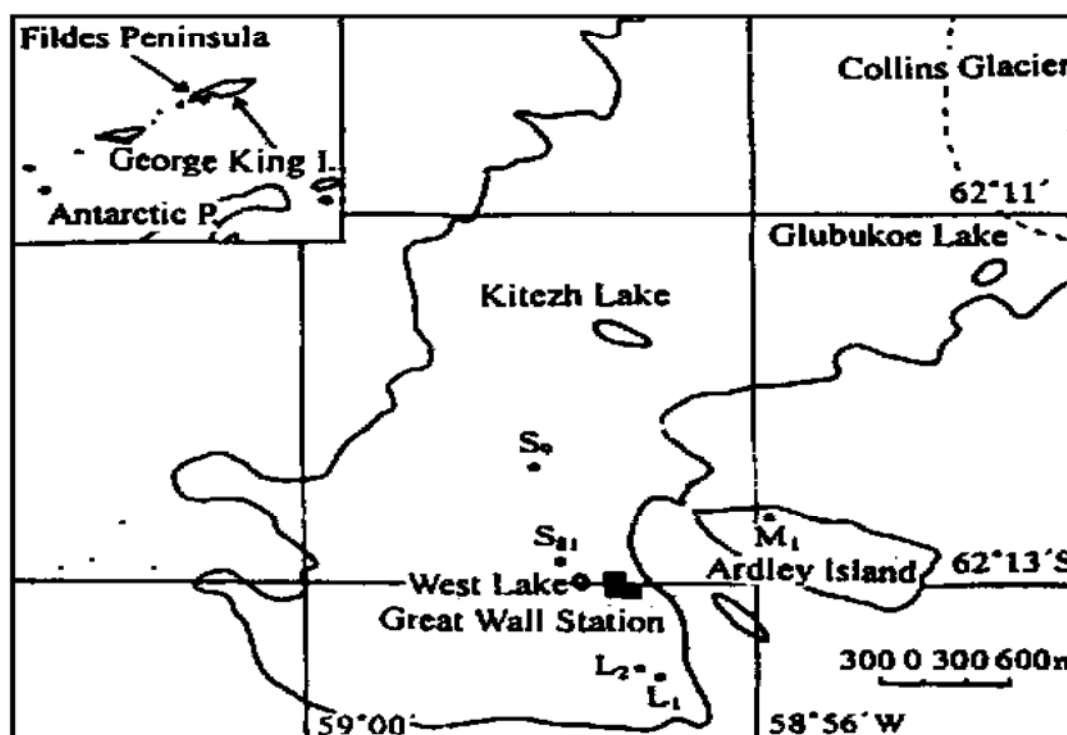 Fildes Peninsula
Collins Glacier
George King I.
Antarctic P.
62°11′
Glubukoe Lake
Kitezh Lake
S₉
S₈₁
M₁
West Lake
Ardley Island
62°13′S
Great Wall Station
L₂
L₁
300 0 300 600m
59°00′
58°56′W